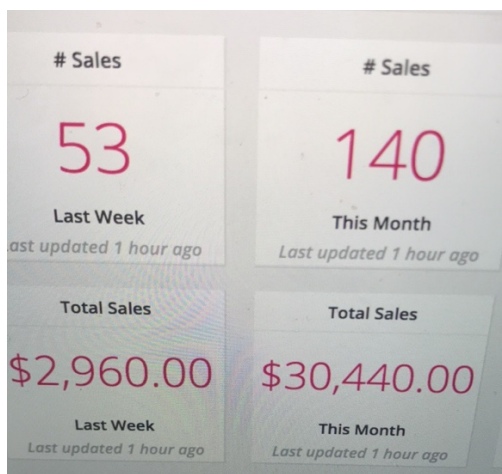 # Sales
53
Last Week
ast updated 1 hour ago
# Sales
140
This Month
Last updated 1 hour ago
Total Sales
$2,960.00
Last Week
Last updated 1 hour ago
Total Sales
$30,440.00
This Month
Last updated 1 hour ago